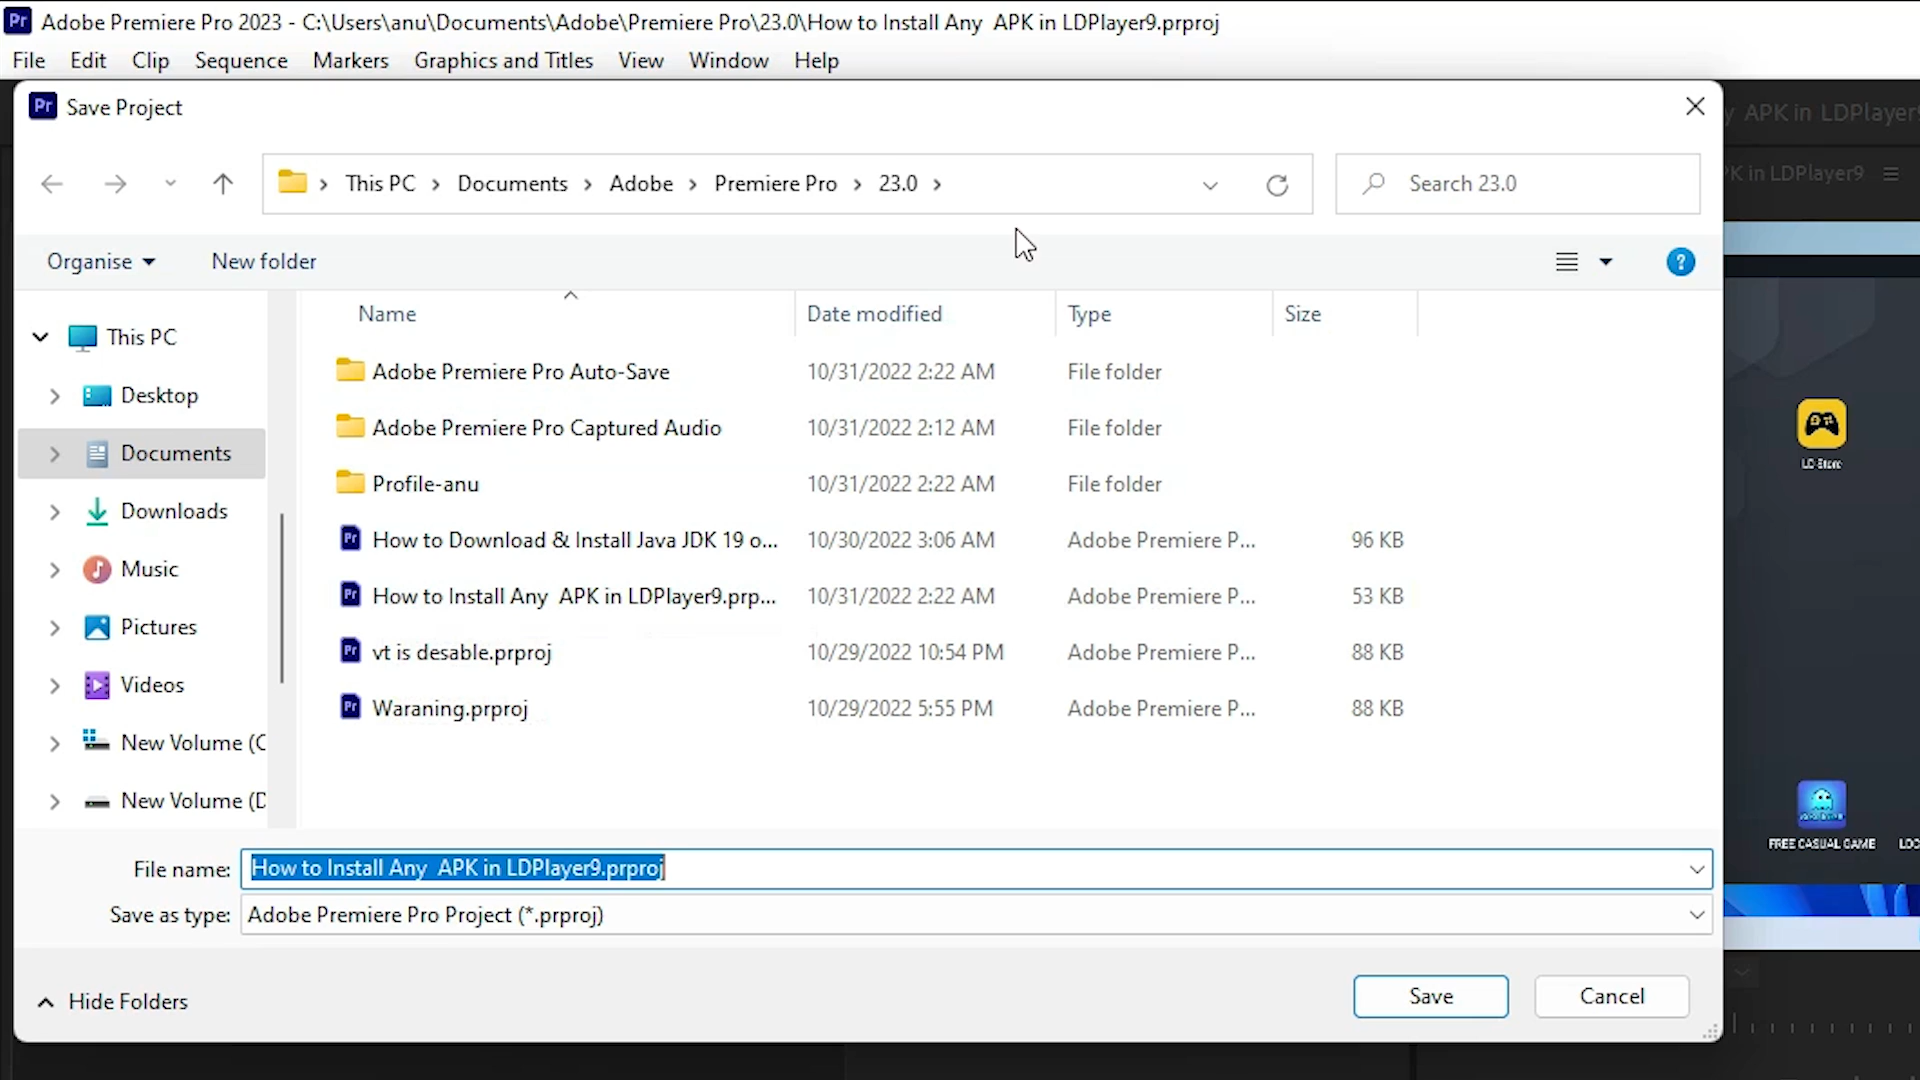 Pr Adobe Premiere Pro 2023 - C:\Users\anu\Documents\Adobe\Premiere Pro\23.0\How to Install Any  APK in LDPlayer9.prproj
File Edit Clip Sequence Markers Graphics and Titles View Window Help
Pr Save Project
APK in LDPlayer
This PC Documents Adobe Premiere Pro 23.0
Search 23.0
in LDPlayer9
Organise New folder ?
Name Date modified Type Size
This PC
Desktop
Documents
Downloads
Music
Pictures
Videos
New Volume (C
New Volume (D
Adobe Premiere Pro Auto-Save 10/31/2022 2:22 AM File folder
Adobe Premiere Pro Captured Audio 10/31/2022 2:12 AM File folder
Profile-anu 10/31/2022 2:22 AM File folder
Pr How to Download & Install Java JDK 19 o... 10/30/2022 3:06 AM Adobe Premiere P... 96 KB
Pr How to Install Any  APK in LDPlayer9.prp... 10/31/2022 2:22 AM Adobe Premiere P... 53 KB
Pr vt is desable.prproj 10/29/2022 10:54 PM Adobe Premiere P... 88 KB
Pr Waraning.prproj 10/29/2022 5:55 PM Adobe Premiere P... 88 KB
LD Store
FREE CASUAL GAME
File name: How to Install Any  APK in LDPlayer9.prproj
Save as type: Adobe Premiere Pro Project (*.prproj)
Hide Folders
Save Cancel